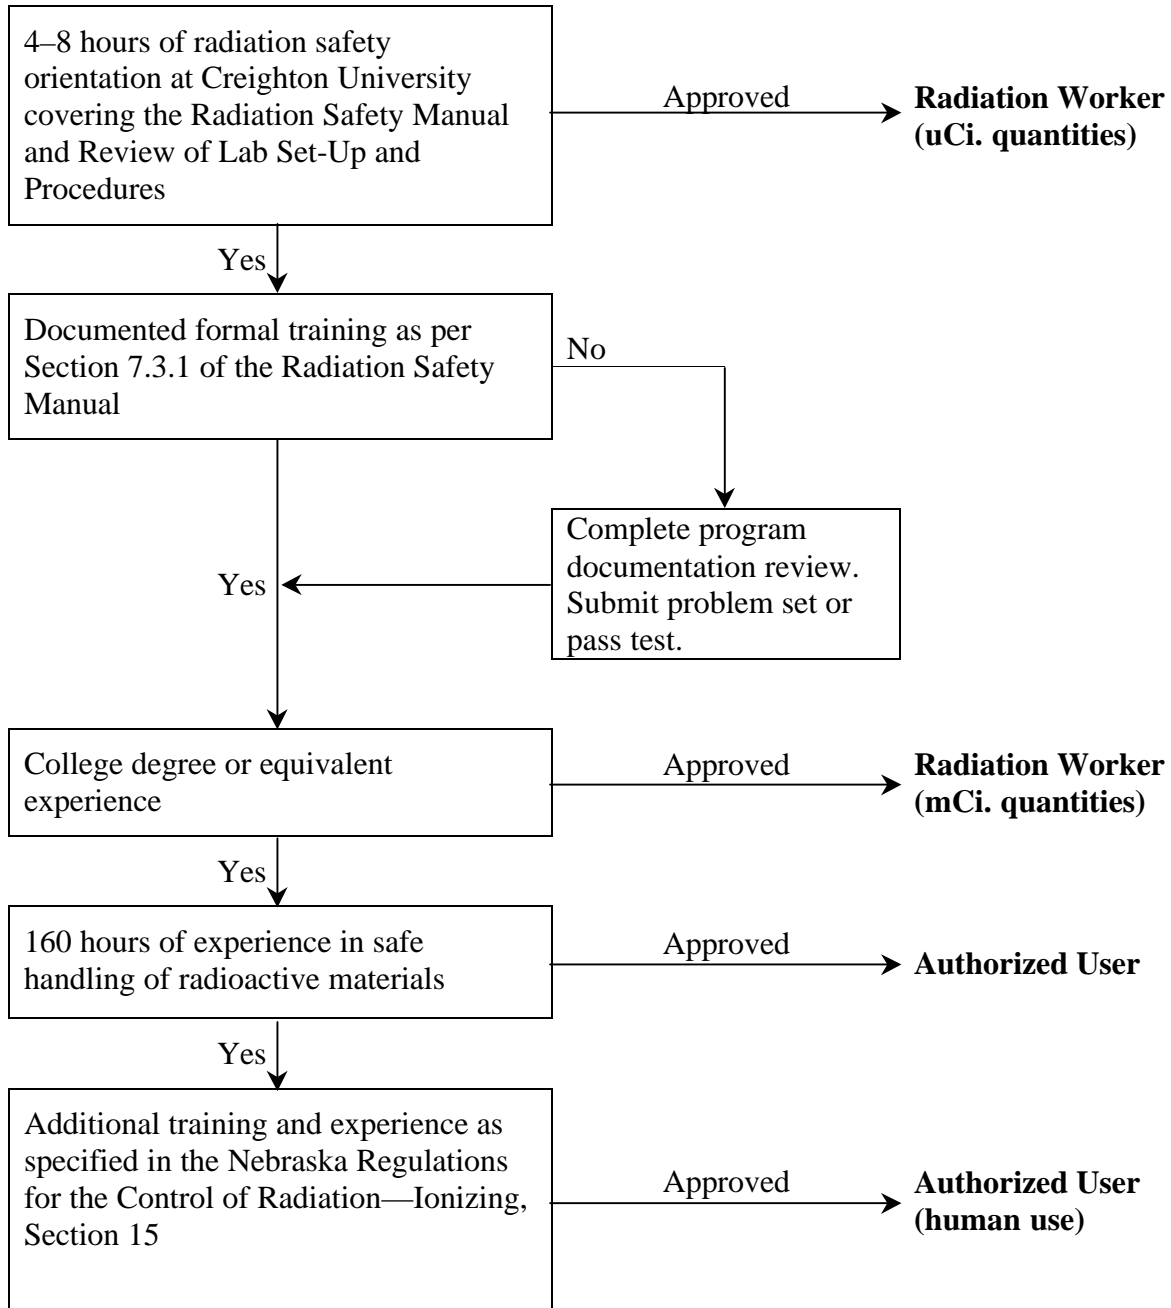 4–8 hours of radiation safety
orientation at Creighton University
covering the Radiation Safety Manual
and Review of Lab Set-Up and
Procedures
Approved
Radiation Worker
(uCi. quantities)
Yes
Documented formal training as per
Section 7.3.1 of the Radiation Safety
Manual
No
Complete program
documentation review.
Submit problem set or
pass test.
Yes
College degree or equivalent
experience
Approved
Radiation Worker
(mCi. quantities)
Yes
160 hours of experience in safe
handling of radioactive materials
Approved
Authorized User
Yes
Additional training and experience as
specified in the Nebraska Regulations
for the Control of Radiation—Ionizing,
Section 15
Approved
Authorized User
(human use)